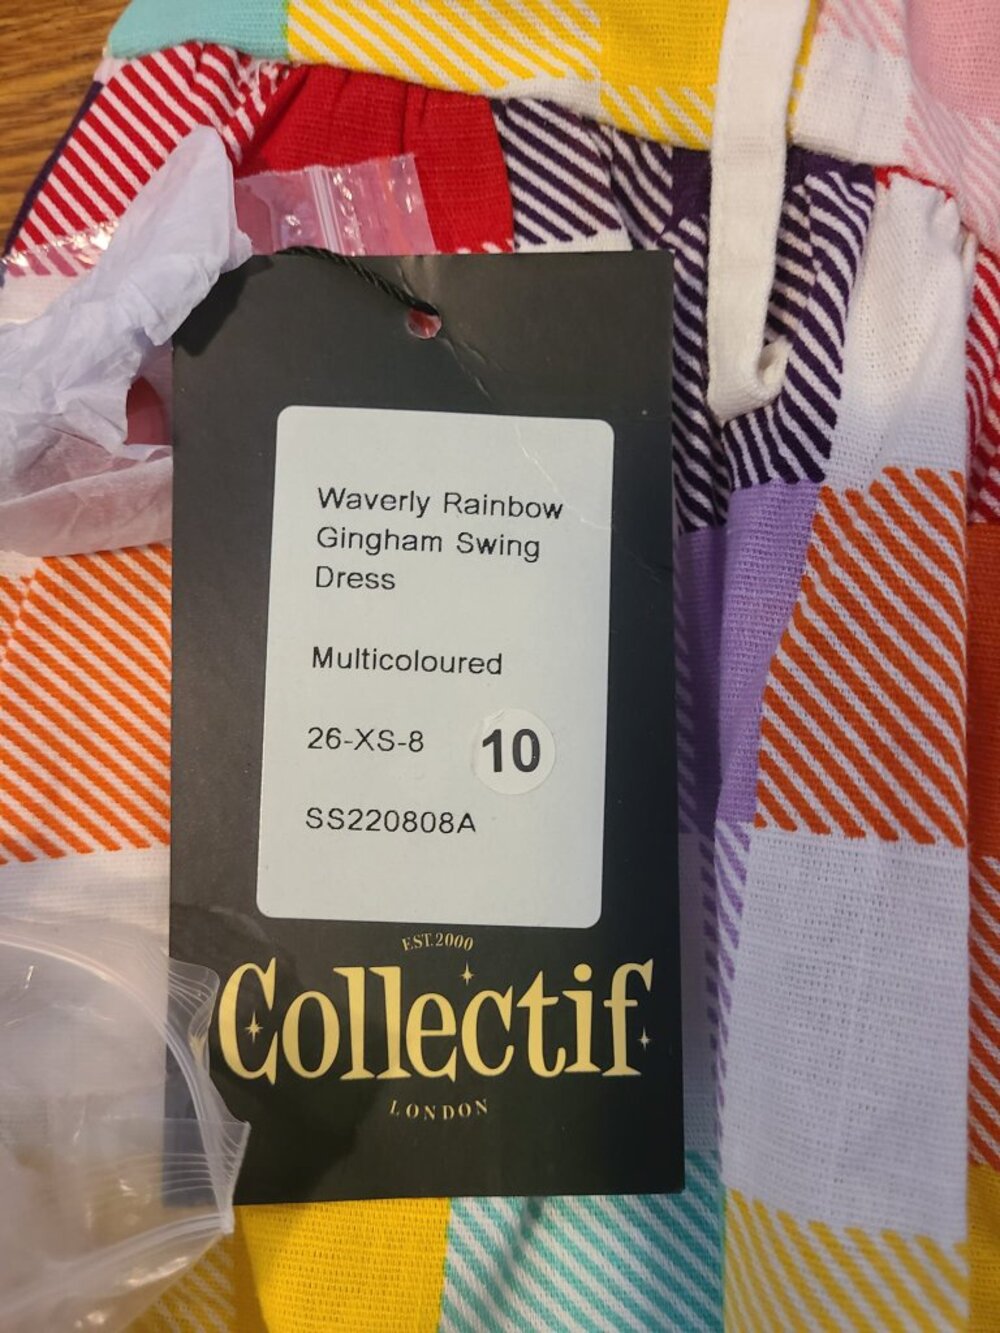 Waverly Rainbow
Gingham Swing
Dress
Multicoloured
26-XS-8
10
SS220808A
EST.2000
Collectif
LONDON